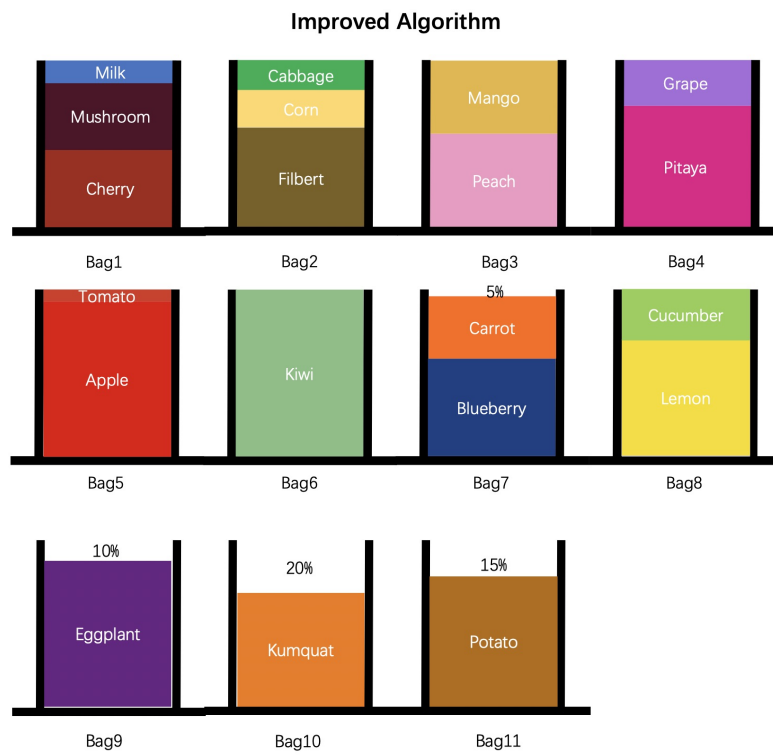 Improved Algorithm
Milk
Mushroom
Cherry
Cabbage
Corn
Filbert
Mango
Peach
Grape
Pitaya
Bag1
Bag2
Bag3
Bag4
Tomato
Apple
Kiwi
5%
Carrot
Blueberry
Cucumber
Lemon
Bag5
Bag6
Bag7
Bag8
10%
Eggplant
20%
Kumquat
15%
Potato
Bag9
Bag10
Bag11